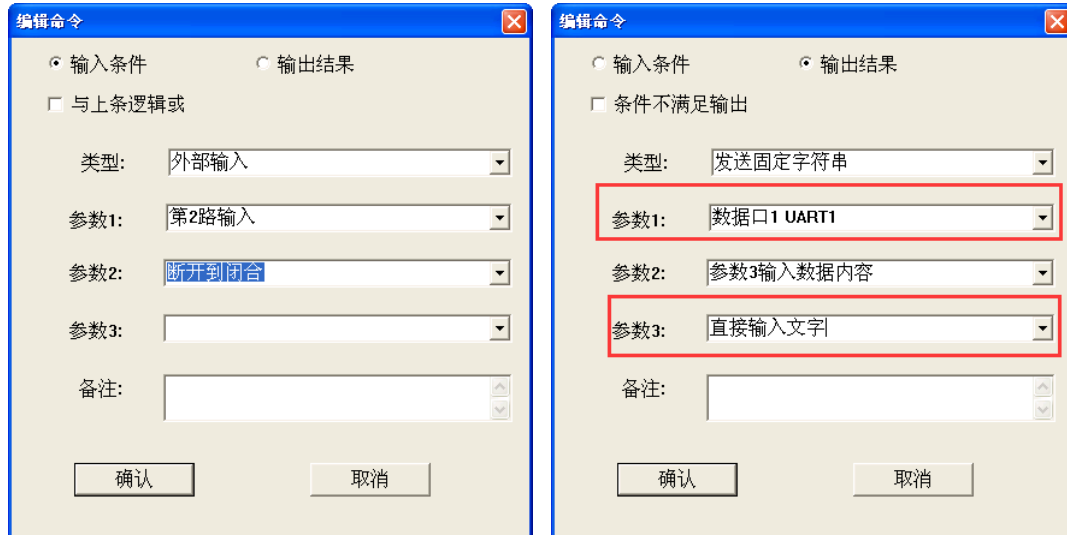 编辑命令
输入条件
输出结果
与上条逻辑或
类型: 外部输入
参数1: 第2路输入
参数2: 断开到闭合
参数3:
备注:
确认 取消
编辑命令
输入条件
输出结果
条件不满足输出
类型: 发送固定字符串
参数1: 数据口1 UART1
参数2: 参数3输入数据内容
参数3: 直接输入文字
备注:
确认 取消